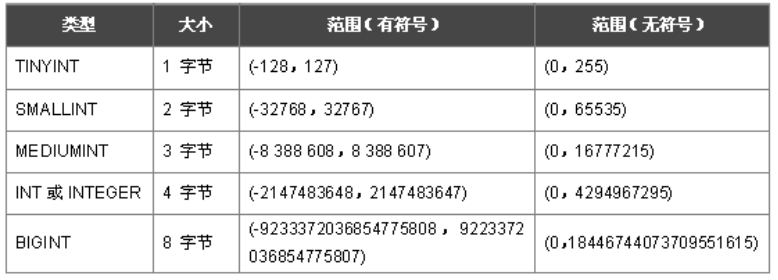 类型 大小 范围（有符号） 范围（无符号）
TINYINT 1 字节 (-128，127) (0，255)
SMALLINT 2 字节 (-32768，32767) (0，65535)
MEDIUMINT 3 字节 (-8 388 608，8 388 607) (0，16777215)
INT 或 INTEGER 4 字节 (-2147483648，2147483647) (0，4294967295)
BIGINT 8 字节 (-9233372036854775808，9223372
036854775807) (0,18446744073709551615)